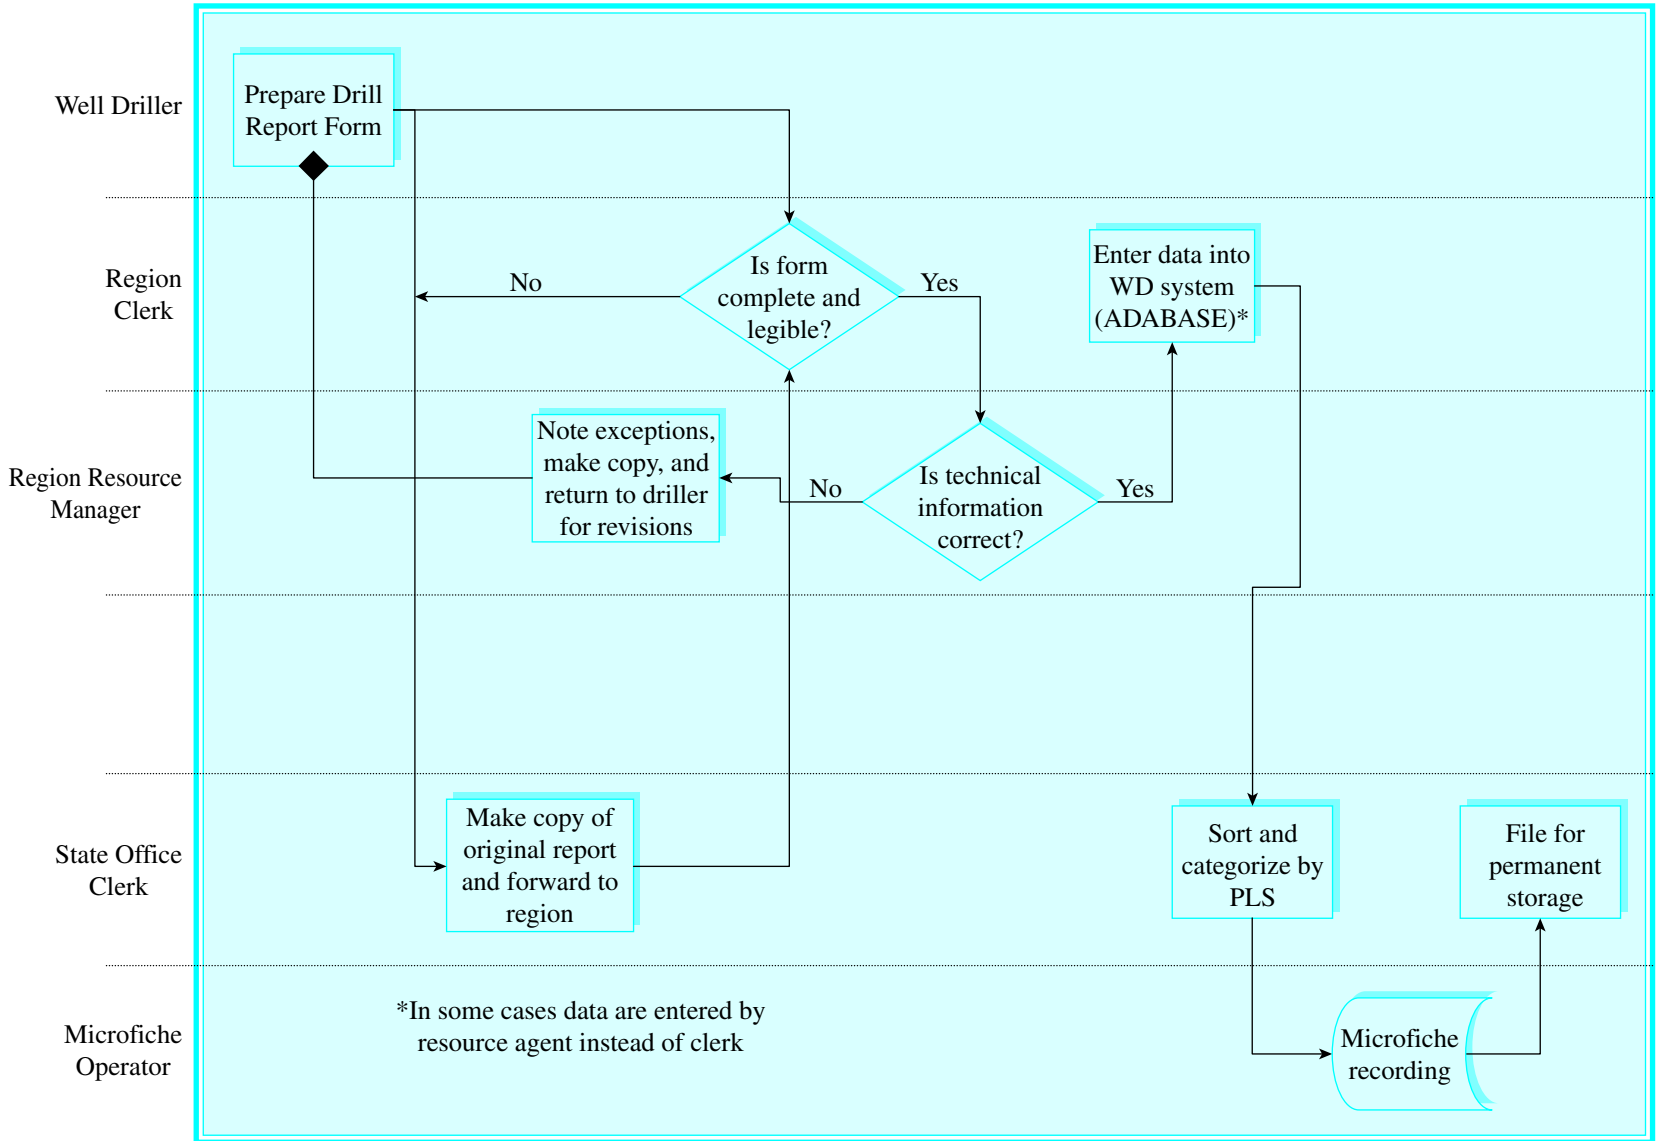 Well Driller
Prepare Drill
Report Form
Region
Clerk
No
Is form
complete and
legible?
Yes
Enter data into
WD system
(ADABASE)*
Region Resource
Manager
Note exceptions,
make copy, and
return to driller
for revisions
No
Is technical
information
correct?
Yes
State Office
Clerk
Make copy of
original report
and forward to
region
Sort and
categorize by
PLS
File for
permanent
storage
Microfiche
Operator
*In some cases data are entered by
resource agent instead of clerk
Microfiche
recording